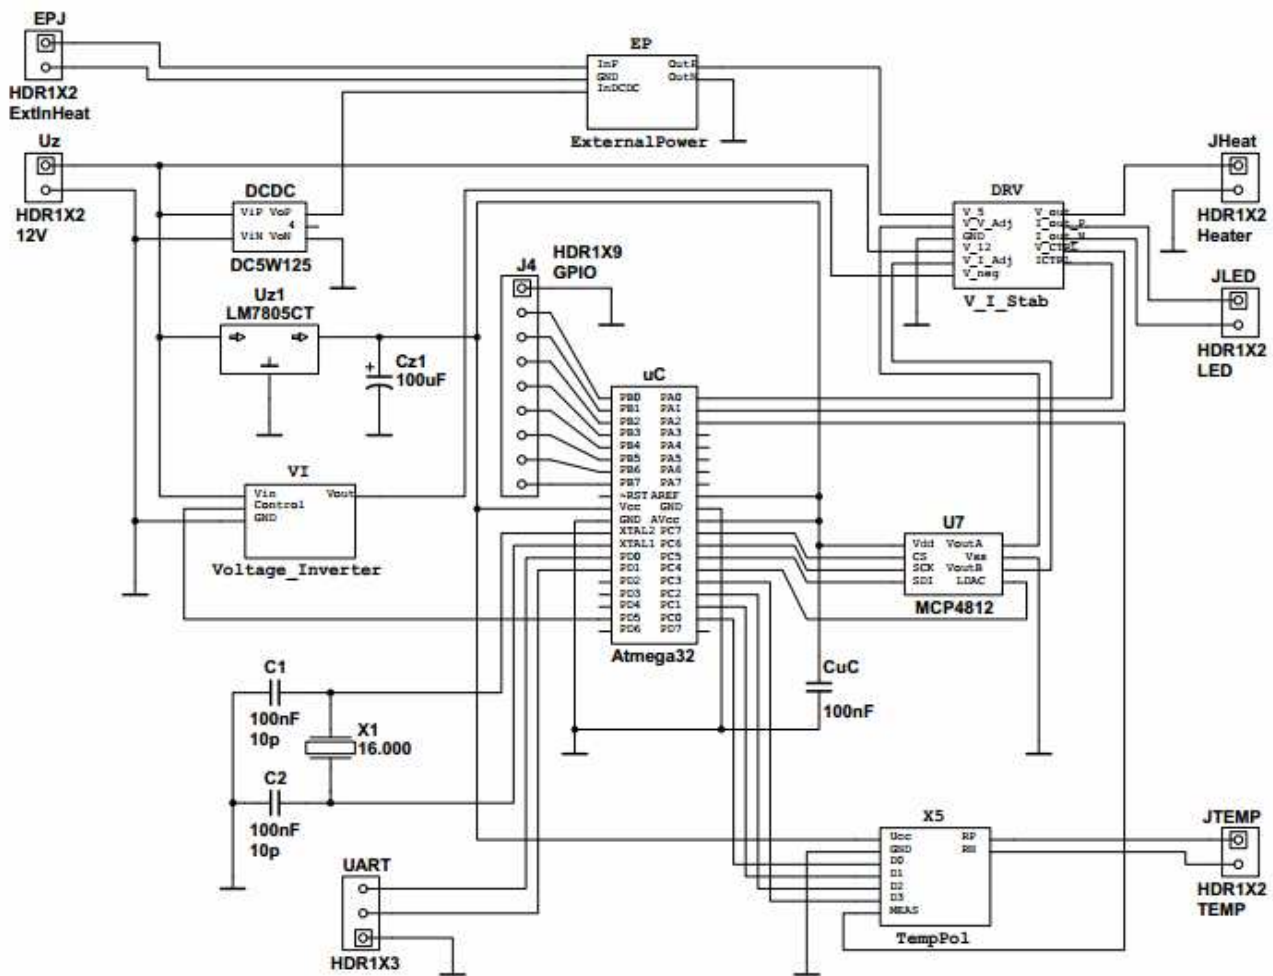 EPJ
HDR1X2
ExtInHeat
EP
InP OutP
GND OutN
InDCDC
ExternalPower
Uz
HDR1X2
12V
DCDC
ViP VoP
4
ViN VoN
DC5W125
Uz1
LM7805CT
Cz1
100uF
HDR1X9
J4 GPIO
DRV
V_5 V_out
V_V_Adj I_out_P
GND I_out_N
V_12 V_CTRL
V_I_Adj ICTRL
V_neg
V_I_Stab
JHeat
HDR1X2
Heater
JLED
HDR1X2
LED
VI
Vin Vout
Control
GND
Voltage_Inverter
uC
PB0 PA0
PB1 PA1
PB2 PA2
PB3 PA3
PB4 PA4
PB5 PA5
PB6 PA6
PB7 PA7
~RST AREF
Vcc GND
GND AVcc
XTAL2 PC7
XTAL1 PC6
PD0 PC5
PD1 PC4
PD2 PC3
PD3 PC2
PD4 PC1
PD5 PC0
PD6 PD7
Atmega32
U7
Vdd VoutA
CS Vss
SCK VoutB
SDI LDAC
MCP4812
CuC
100nF
C1
100nF
10p
X1
16.000
C2
100nF
10p
UART
HDR1X3
X5
Ucc RP
GND RN
D0
D1
D2
D3
MEAS
TempPol
JTEMP
HDR1X2
TEMP